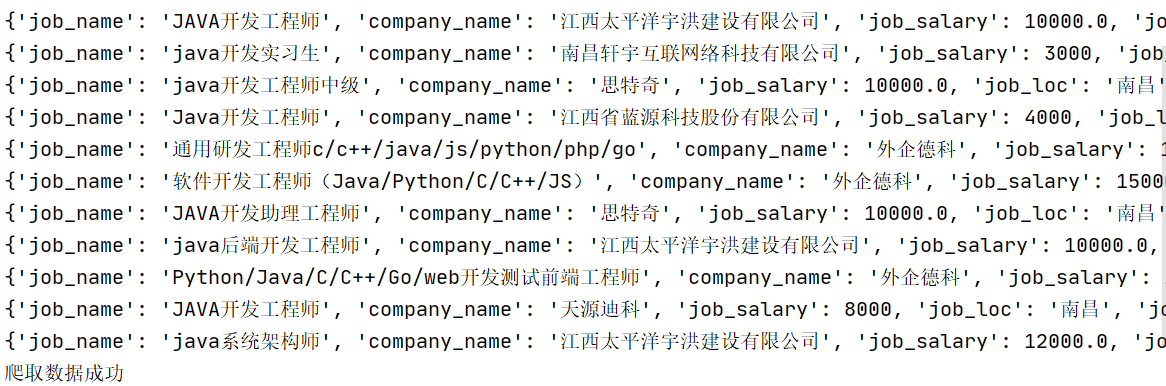 {'job_name': 'JAVA开发工程师', 'company_name': '江西太平洋宇洪建设有限公司', 'job_salary': 10000.0, 'jo
{'job_name': 'java开发实习生', 'company_name': '南昌轩宇互联网络科技有限公司', 'job_salary': 3000, 'job_
{'job_name': 'java开发工程师中级', 'company_name': '思特奇', 'job_salary': 10000.0, 'job_loc': '南昌'
{'job_name': 'Java开发工程师', 'company_name': '江西省蓝源科技股份有限公司', 'job_salary': 4000, 'job_l
{'job_name': '通用研发工程师c/c++/java/js/python/php/go', 'company_name': '外企德科', 'job_salary': 1
{'job_name': '软件开发工程师（Java/Python/C/C++/JS）', 'company_name': '外企德科', 'job_salary': 15000
{'job_name': 'JAVA开发助理工程师', 'company_name': '思特奇', 'job_salary': 10000.0, 'job_loc': '南昌'
{'job_name': 'java后端开发工程师', 'company_name': '江西太平洋宇洪建设有限公司', 'job_salary': 10000.0,
{'job_name': 'Python/Java/C/C++/Go/web开发测试前端工程师', 'company_name': '外企德科', 'job_salary':
{'job_name': 'JAVA开发工程师', 'company_name': '天源迪科', 'job_salary': 8000, 'job_loc': '南昌', 'jo
{'job_name': 'java系统架构师', 'company_name': '江西太平洋宇洪建设有限公司', 'job_salary': 12000.0, 'jo
爬取数据成功